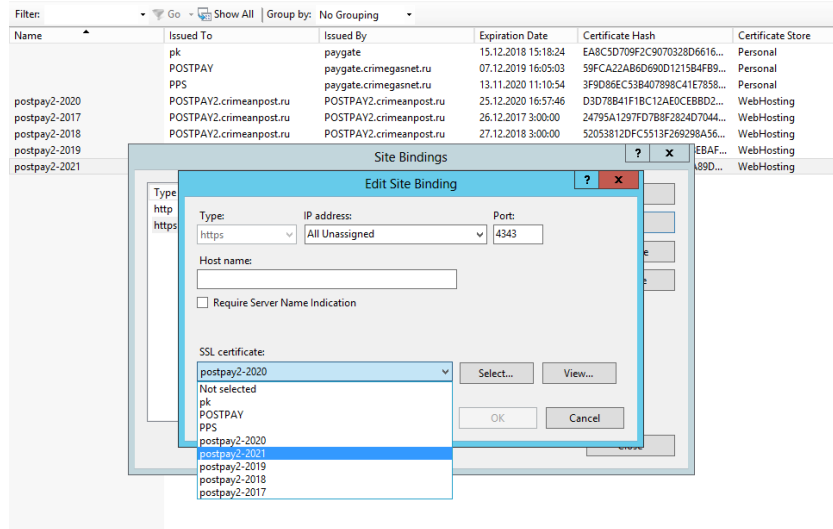 Filter: Go Show All Group by: No Grouping
Name Issued To Issued By Expiration Date Certificate Hash Certificate Store
pk paygate 15.12.2018 15:18:24 EA8C5D709F2C9070328D6616... Personal
POSTPAY paygate.crimegasnet.ru 07.12.2019 16:05:03 59FCA22AB6D690D1215B4FB9... Personal
PPS paygate.crimegasnet.ru 13.11.2020 11:10:54 3F9D86EC53B407898C41E7858... Personal
postpay2-2020 POSTPAY2.crimeanpost.ru POSTPAY2.crimeanpost.ru 25.12.2020 16:57:46 D3D78B41F1BC12AE0CEBBD2... WebHosting
postpay2-2017 POSTPAY2.crimeanpost.ru POSTPAY2.crimeanpost.ru 26.12.2017 3:00:00 24795A1297FD7B8F2824D7044... WebHosting
postpay2-2018 POSTPAY2.crimeanpost.ru POSTPAY2.crimeanpost.ru 27.12.2018 3:00:00 52053812DFC5513F269298A56... WebHosting
postpay2-2019 EBAF... WebHosting
postpay2-2021 A89D... WebHosting
Site Bindings ? x
Edit Site Binding ? x
Type
http
https
Type: IP address: Port:
https All Unassigned 4343
Host name:
Require Server Name Indication
SSL certificate:
postpay2-2020 Select... View...
Not selected
pk
POSTPAY
PPS
postpay2-2020
postpay2-2021
postpay2-2019
postpay2-2018
postpay2-2017
OK Cancel
Close